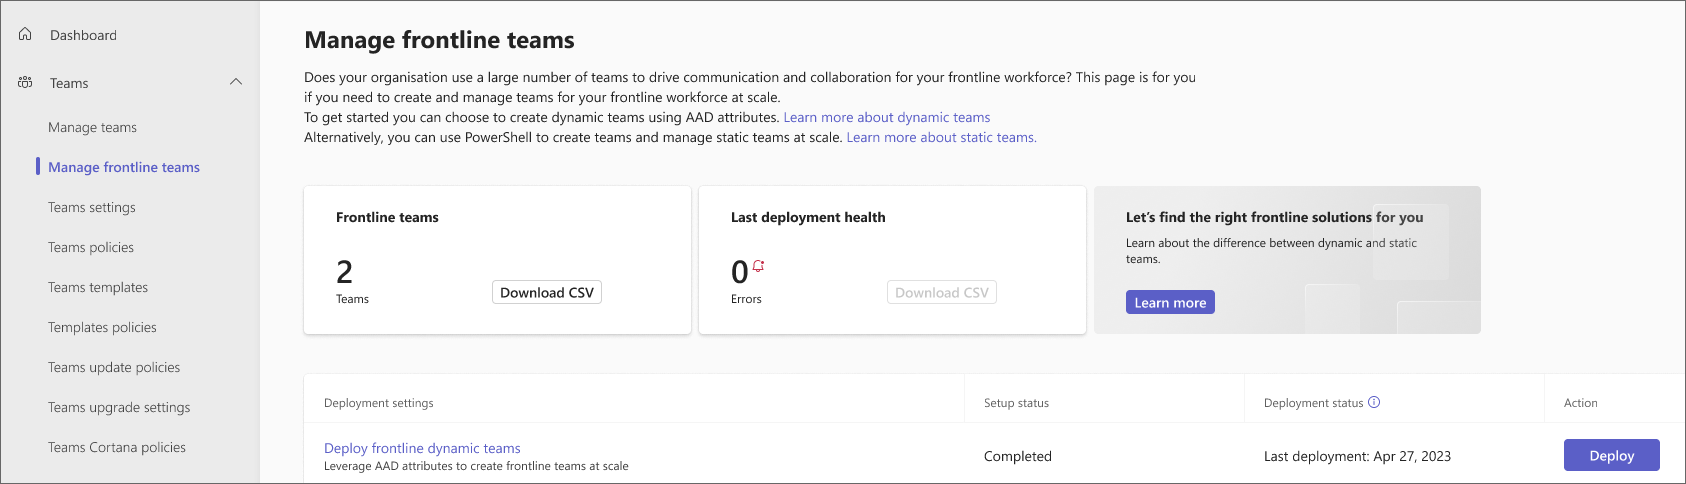 Dashboard
Teams
Manage teams
Manage frontline teams
Teams settings
Teams policies
Teams templates
Templates policies
Teams update policies
Teams upgrade settings
Teams Cortana policies
Manage frontline teams
Does your organisation use a large number of teams to drive communication and collaboration for your frontline workforce? This page is for you
if you need to create and manage teams for your frontline workforce at scale.
To get started you can choose to create dynamic teams using AAD attributes. Learn more about dynamic teams
Alternatively, you can use PowerShell to create teams and manage static teams at scale. Learn more about static teams.
Frontline teams
2
Teams
Download CSV
Last deployment health
0
Errors
Download CSV
Let's find the right frontline solutions for you
Learn about the difference between dynamic and static
teams.
Learn more
Deployment settings
Setup status
Deployment status
Action
Deploy frontline dynamic teams
Leverage AAD attributes to create frontline teams at scale
Completed
Last deployment: Apr 27, 2023
Deploy